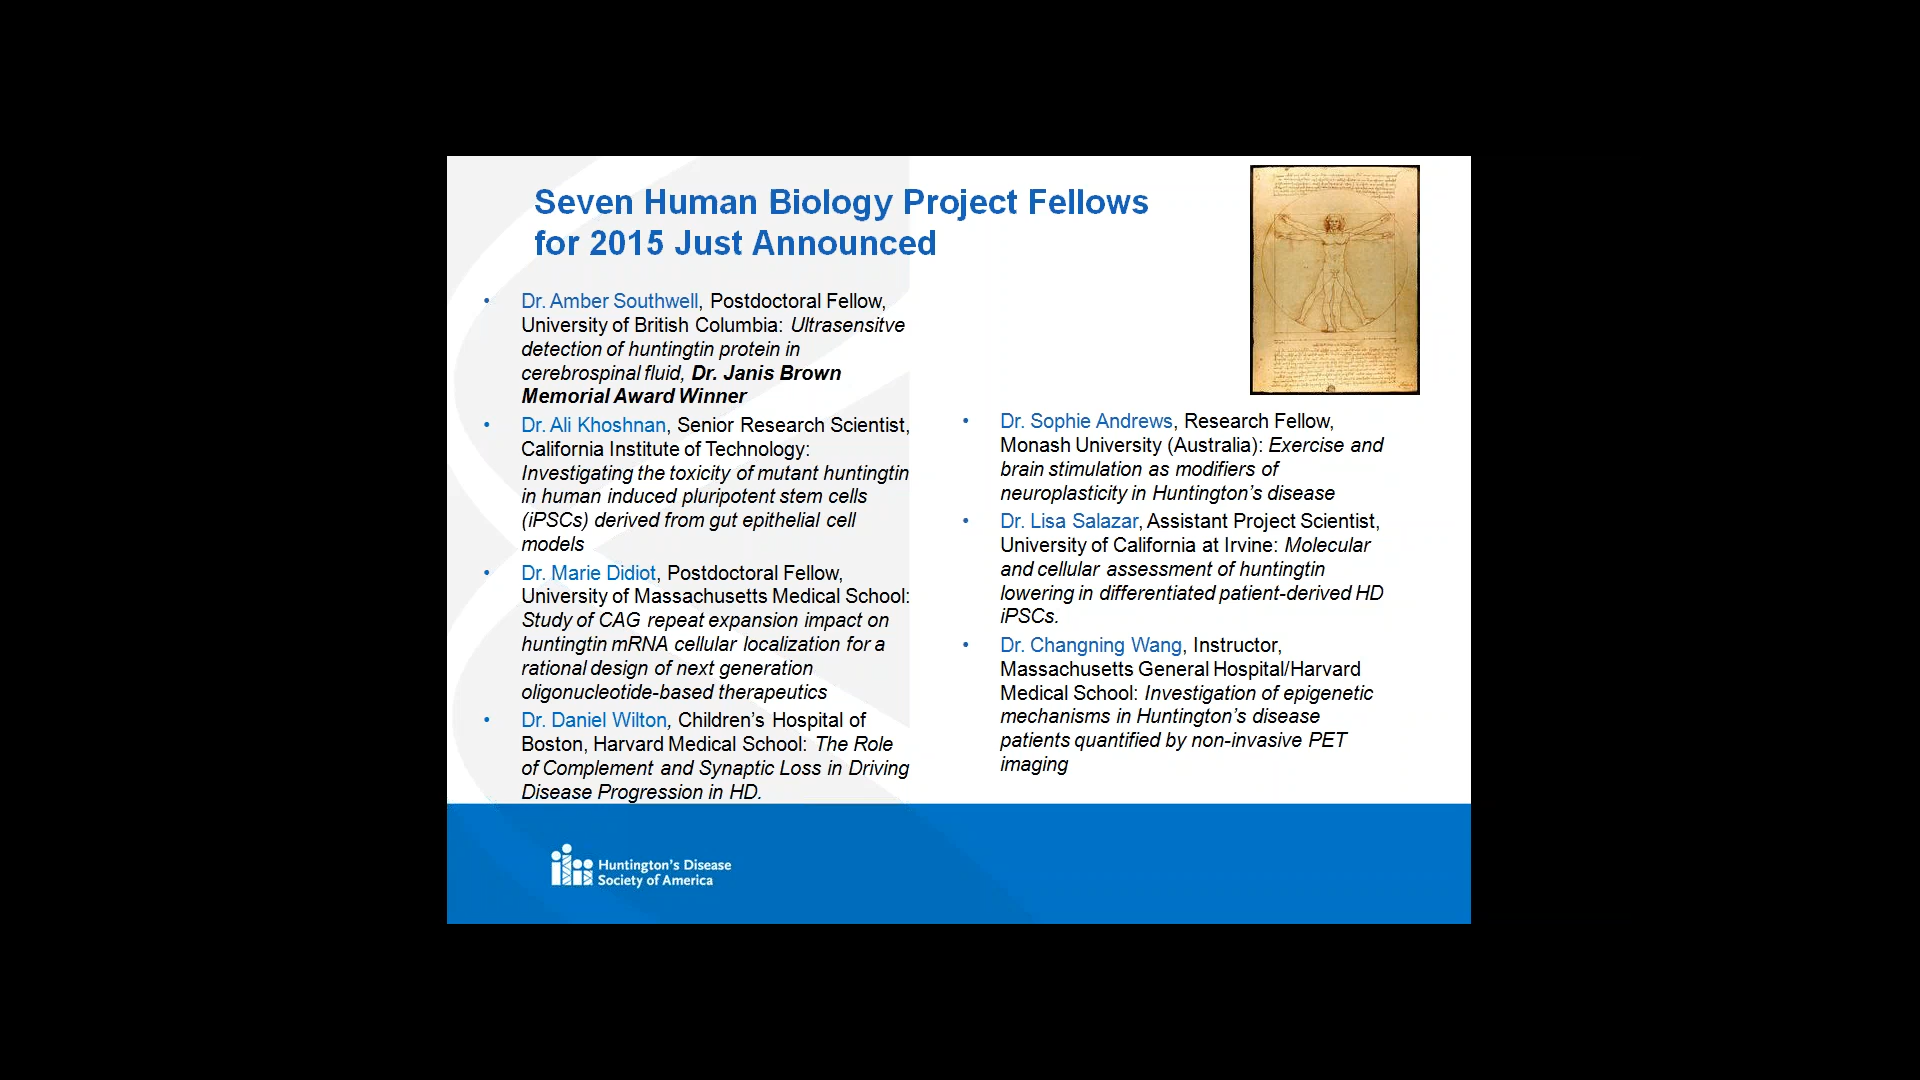 Seven Human Biology Project Fellows
for 2015 Just Announced
• Dr. Amber Southwell, Postdoctoral Fellow,
University of British Columbia: Ultrasensitve
detection of huntingtin protein in
cerebrospinal fluid, Dr. Janis Brown
Memorial Award Winner
• Dr. Ali Khoshnan, Senior Research Scientist,
California Institute of Technology:
Investigating the toxicity of mutant huntingtin
in human induced pluripotent stem cells
(iPSCs) derived from gut epithelial cell
models
• Dr. Marie Didiot, Postdoctoral Fellow,
University of Massachusetts Medical School:
Study of CAG repeat expansion impact on
huntingtin mRNA cellular localization for a
rational design of next generation
oligonucleotide-based therapeutics
• Dr. Daniel Wilton, Children’s Hospital of
Boston, Harvard Medical School: The Role
of Complement and Synaptic Loss in Driving
Disease Progression in HD.
• Dr. Sophie Andrews, Research Fellow,
Monash University (Australia): Exercise and
brain stimulation as modifiers of
neuroplasticity in Huntington’s disease
• Dr. Lisa Salazar, Assistant Project Scientist,
University of California at Irvine: Molecular
and cellular assessment of huntingtin
lowering in differentiated patient-derived HD
iPSCs.
• Dr. Changning Wang, Instructor,
Massachusetts General Hospital/Harvard
Medical School: Investigation of epigenetic
mechanisms in Huntington’s disease
patients quantified by non-invasive PET
imaging
Huntington’s Disease
Society of America